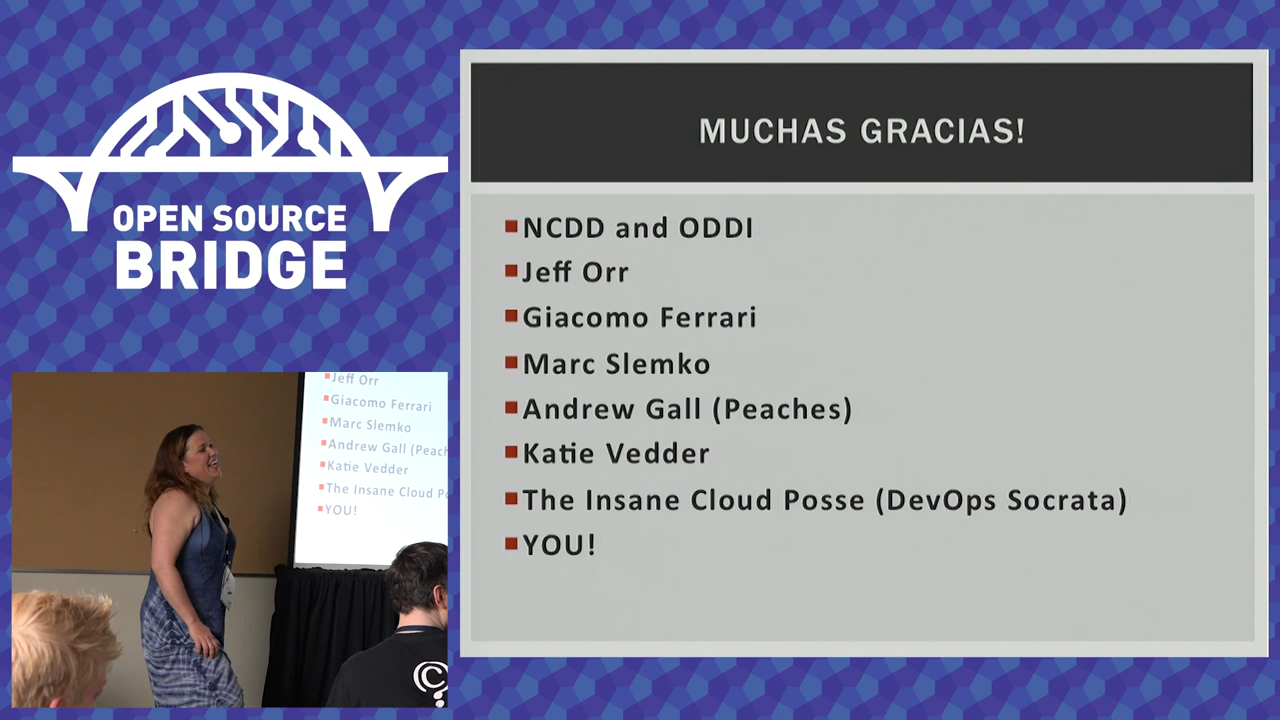 OPEN SOURCE
BRIDGE
MUCHAS GRACIAS!
NCDD and ODDI
Jeff Orr
Giacomo Ferrari
Marc Slemko
Andrew Gall (Peaches)
Katie Vedder
The Insane Cloud Posse (DevOps Socrata)
YOU!
Jeff Orr
Giacomo Ferrari
Marc Slemko
Andrew Gall (Peach
Katie Vedder
The Insane Cloud Po
YOU!
©